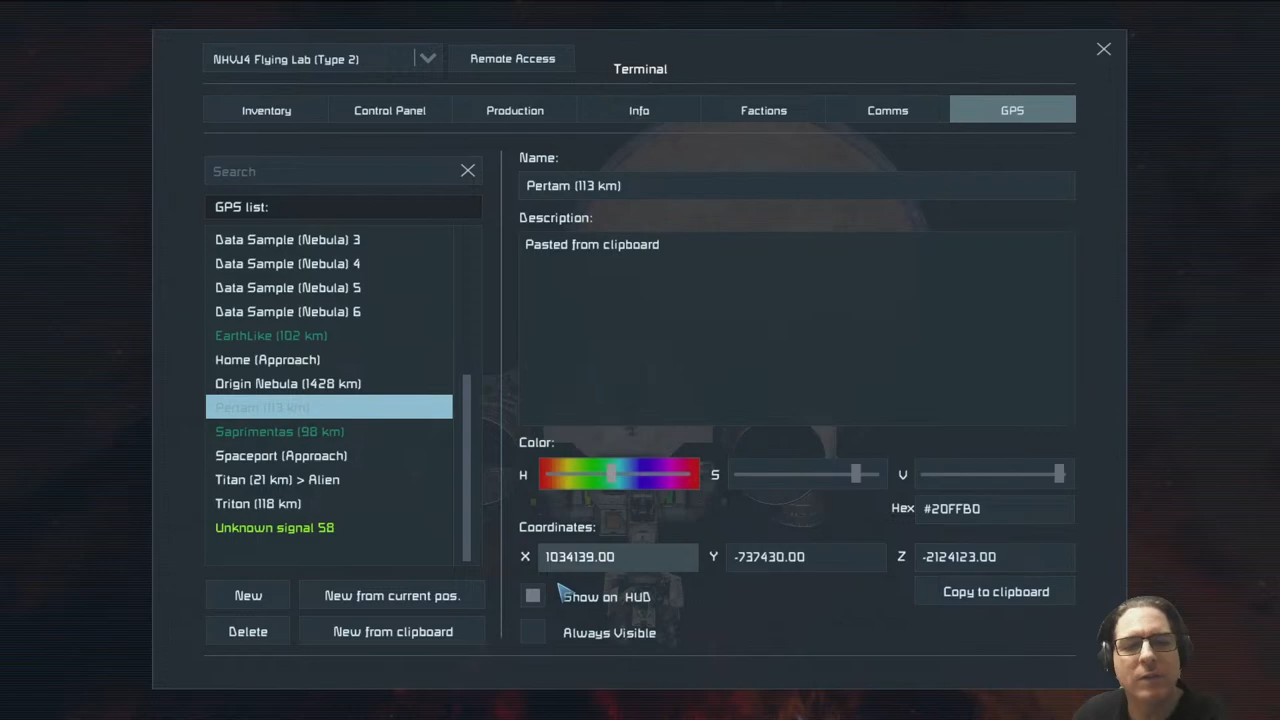 NHVJ4 Flying Lab (Type 2)
Remote Access
Terminal
Inventory
Control Panel
Production
Info
Factions
Comms
GPS
Search
GPS list:
Data Sample (Nebula) 3
Data Sample (Nebula) 4
Data Sample (Nebula) 5
Data Sample (Nebula) 6
EarthLike (102 km)
Home (Approach)
Origin Nebula (1428 km)
Pertam (113 km)
Saprimentas (98 km)
Spaceport (Approach)
Titan (21 km) > Alien
Triton (118 km)
Unknown signal 58
New
New from current pos.
Delete
New from clipboard
Name:
Pertam (113 km)
Description:
Pasted from clipboard
Color:
H
S
V
Hex #20FFB0
Coordinates:
X 1034139.00
Y -737430.00
Z -2124123.00
Show on HUD
Copy to clipboard
Always Visible